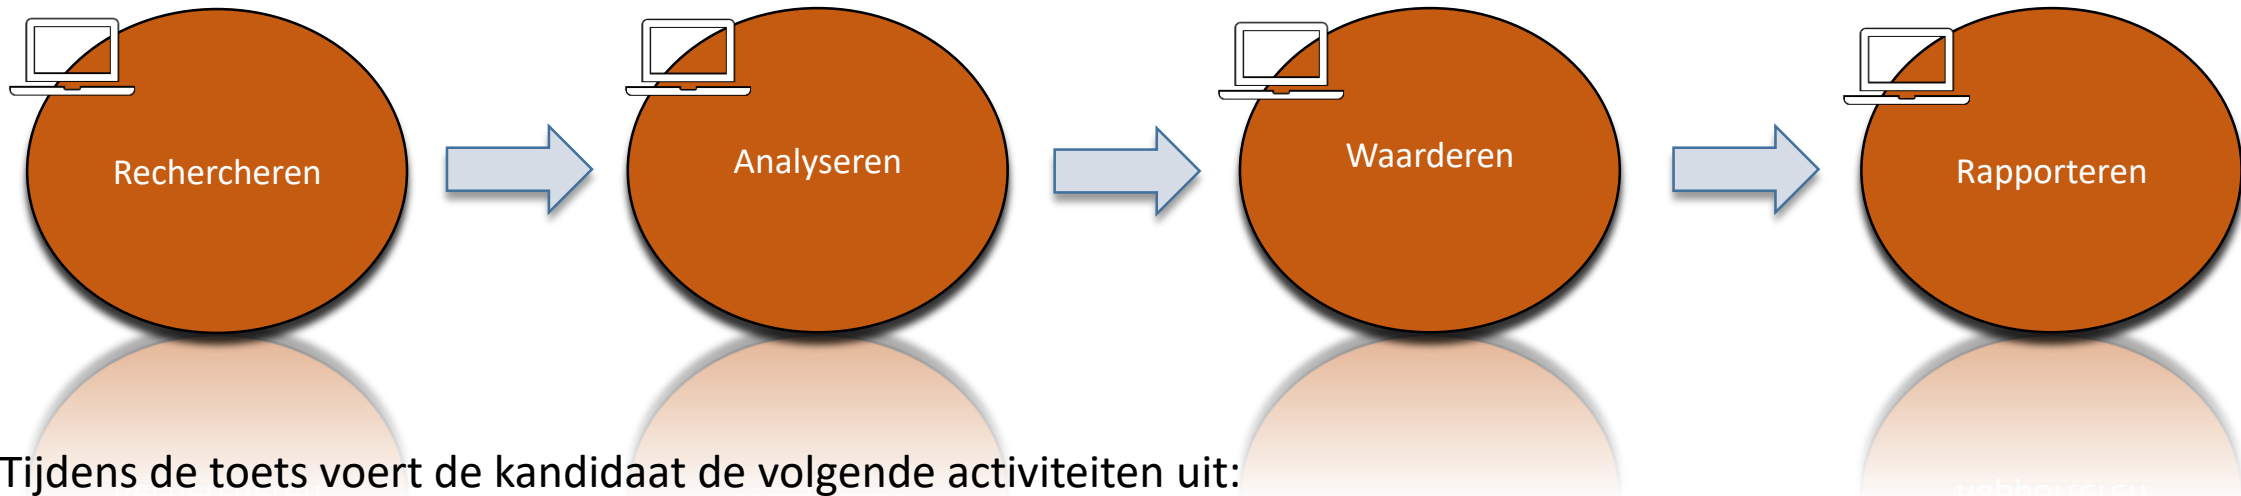 Rechercheren
Analyseren
Waarderen
Rapporteren
Tijdens de toets voert de kandidaat de volgende activiteiten uit: